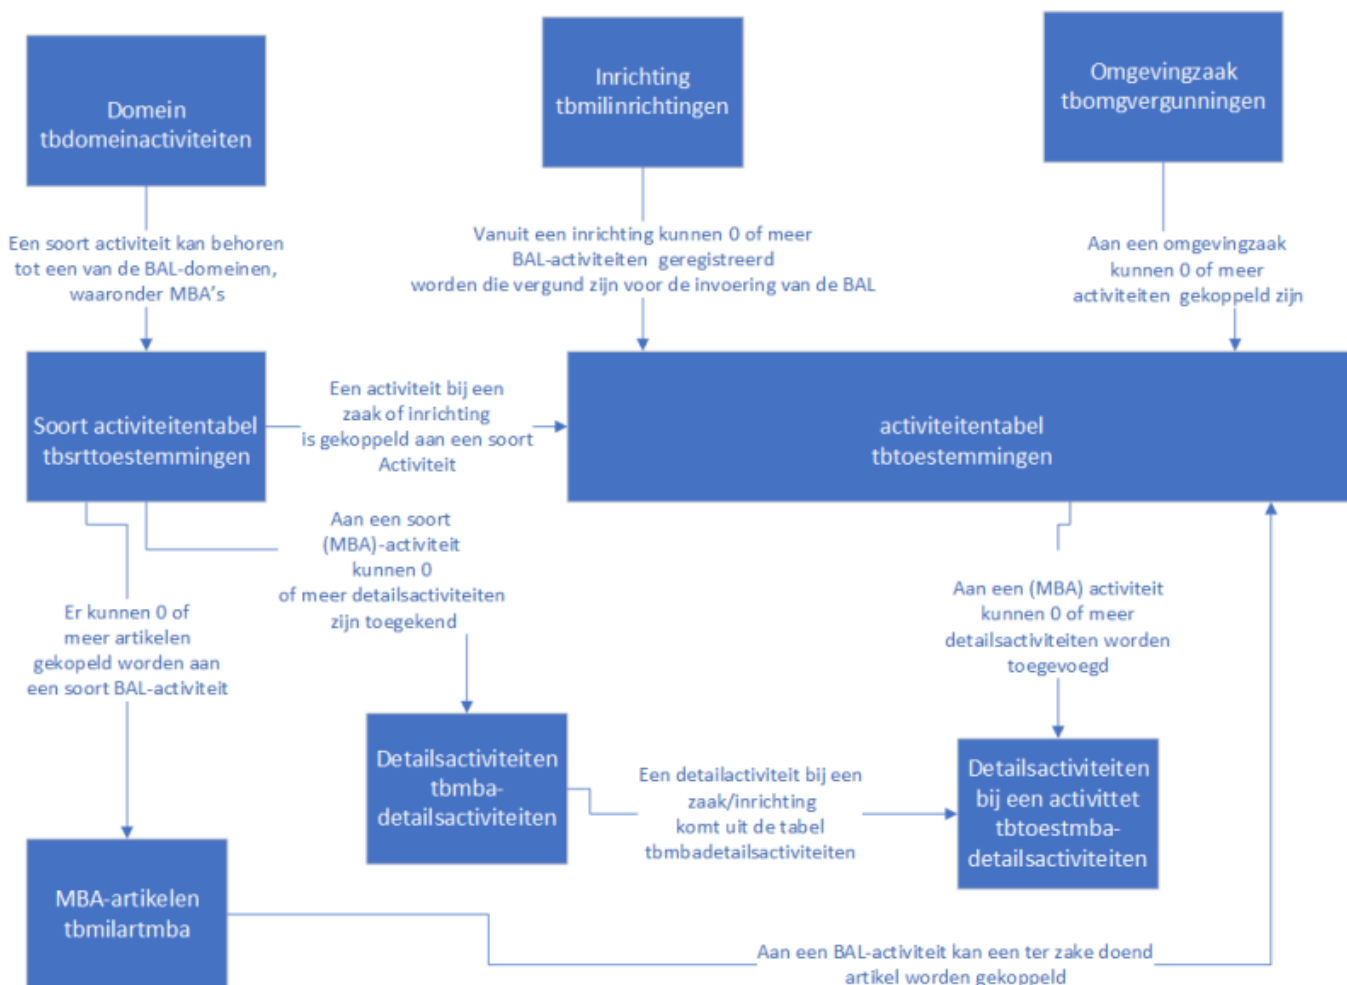 Domein
tbdomeinactiviteiten
Inrichting
tbmilinrichtingen
Omgevingzaak
tbomgvergunningen
Een soort activiteit kan behoren
tot een van de BAL-domeinen,
waaronder MBA's
Vanuit een inrichting kunnen 0 of meer
BAL-activiteiten geregistreerd
worden die vergund zijn voor de invoering van de BAL
Aan een omgevingzaak
kunnen 0 of meer
activiteiten gekoppeld zijn
Soort activiteitentabel
tbsrttoestemmingen
Een activiteit bij een
zaak of inrichting
is gekoppeld aan een soort
Activiteit
activiteitentabel
tbtoestemmingen
Aan een soort
(MBA)-activiteit
kunnen 0
of meer detailsactiviteiten
zijn toegekend
Er kunnen 0 of
meer artikelen
gekopeld worden aan
een soort BAL-activiteit
Aan een (MBA) activiteit
kunnen 0 of meer
detailsactiviteiten worden
toegevoegd
Detailsactiviteiten
tbmba-
detailsactiviteiten
Een detailactiviteit bij een
zaak/inrichting
komt uit de tabel
tbmbadetailsactiviteiten
Detailsactiviteiten
bij een activittet
tbtoestmba-
detailsactiviteiten
MBA-artikelen
tbmilartmba
Aan een BAL-activiteit kan een ter zake doend
artikel worden gekoppeld